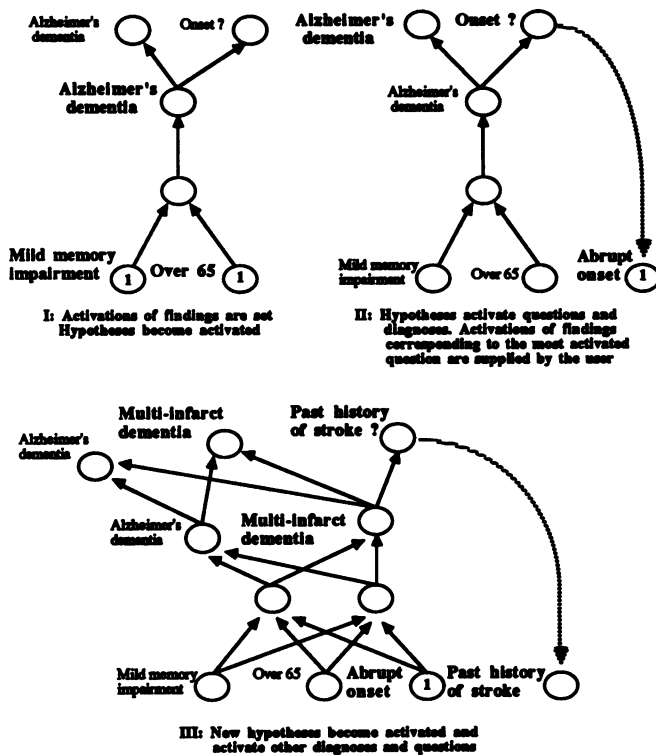 Alzheimer's
dementia
Onset ?
Alzheimer's
dementia
Mild memory
impairment
1
Over 65
1
I: Activations of findings are set
Hypotheses become activated
Alzheimer's
dementia
Onset ?
Alzheimer's
dementia
Mild memory
impairment
Over 65
Abrupt
onset
1
II: Hypotheses activate questions and
diagnoses. Activations of findings
corresponding to the most activated
question are supplied by the user
Alzheimer's
dementia
Multi-infarct
dementia
Past history
of stroke ?
Alzheimer's
dementia
Multi-infarct
dementia
Mild memory
impairment
Over 65
Abrupt
onset
1
Past history
of stroke
III: New hypotheses become activated and
activate other diagnoses and questions